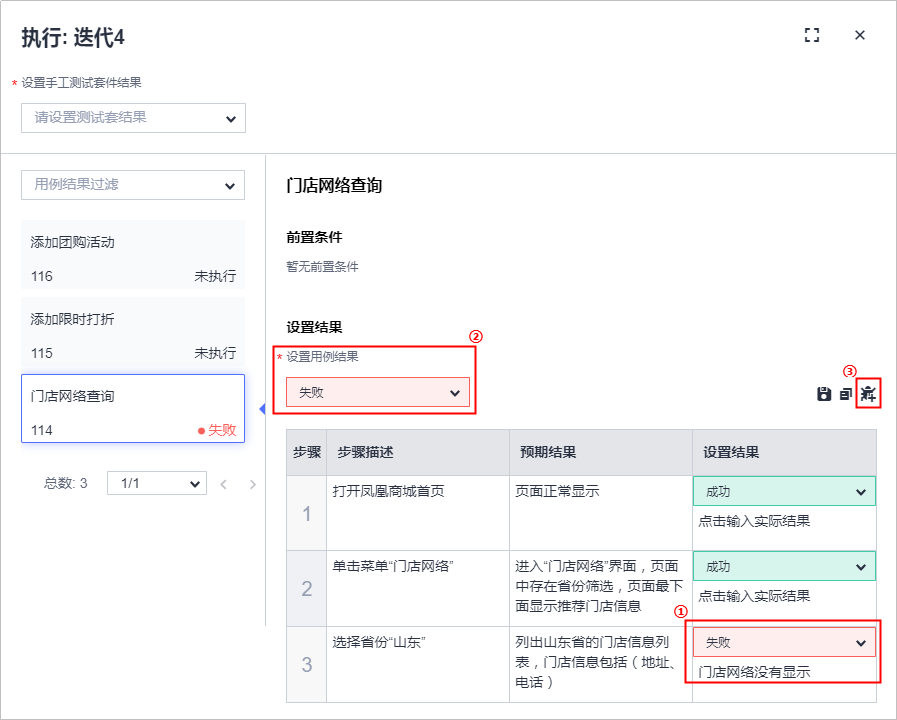 执行: 迭代4
* 设置手工测试套件结果
请设置测试套结果
用例结果过滤
添加团购活动
116 未执行
添加限时打折
115 未执行
门店网络查询
114 失败
总数: 3 1/1
门店网络查询
前置条件
暂无前置条件
设置结果
②
* 设置用例结果
失败
③
步骤 步骤描述 预期结果 设置结果
1 打开凤凰商城首页 页面正常显示 成功
点击输入实际结果
2 单击菜单“门店网络” 进入“门店网络”界面，页面
中存在省份筛选，页面最下
面显示推荐门店信息
成功
点击输入实际结果
①
3 选择省份“山东” 列出山东省的门店信息列
表，门店信息包括（地址、
电话）
失败
门店网络没有显示